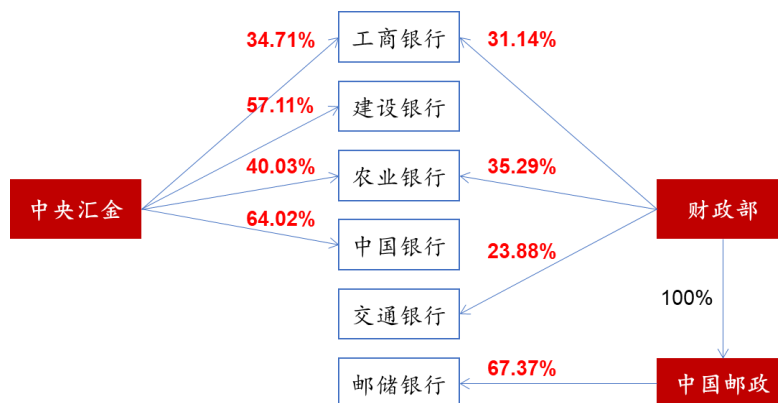 34.71%
工商银行
31.14%
57.11%
建设银行
40.03%
农业银行
35.29%
中央汇金
财政部
64.02%
中国银行
23.88%
100%
交通银行
67.37%
邮储银行
中国邮政